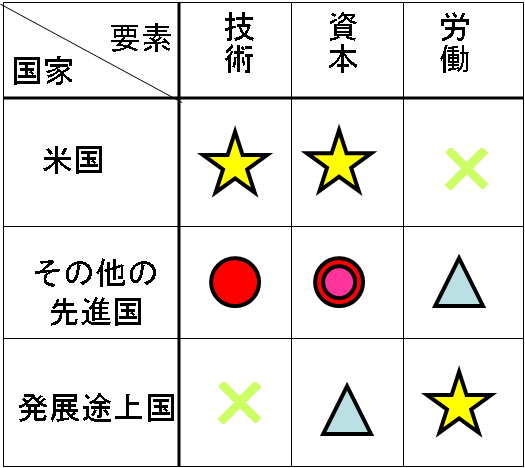 要素
国家
技術
資本
労働
米国
その他の
先進国
発展途上国